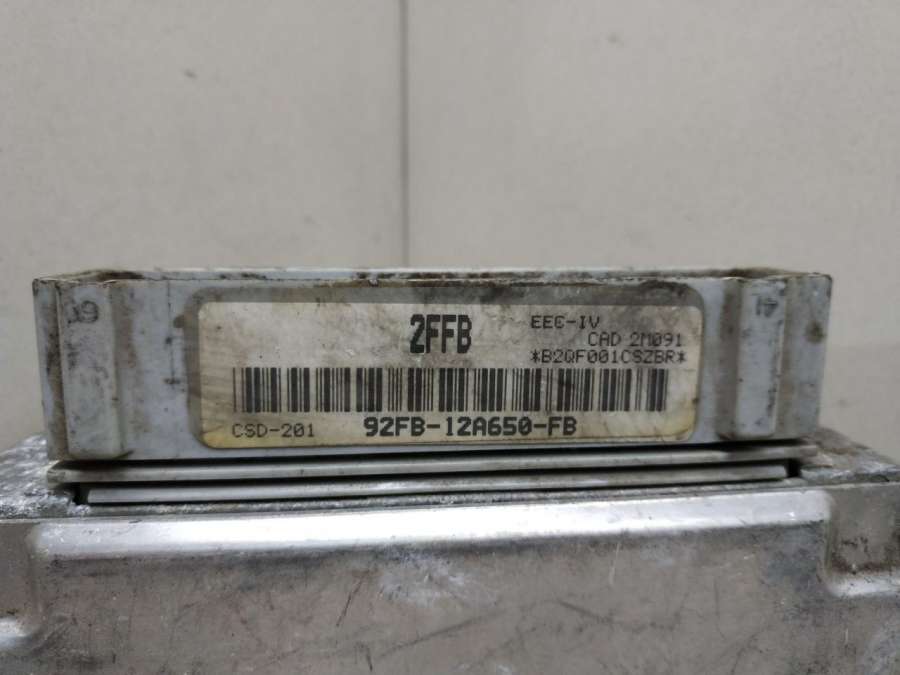 2FFB
EEC-IV
CAD 2M091
*B2QF001CSZBR*
CSD-201
92FB-12A650-FB